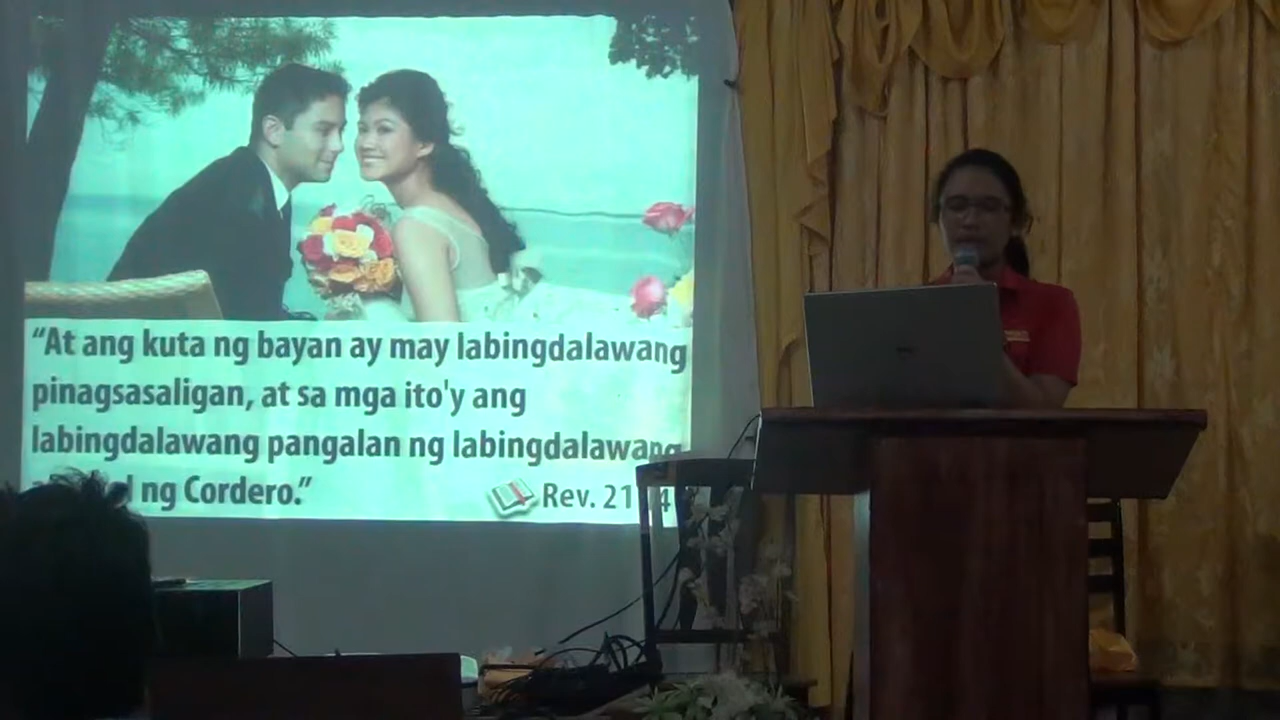 “At ang kuta ng bayan ay may labingdalawang
pinagsasaligan, at sa mga ito'y ang
labingdalawang pangalan ng labingdalawang
ng Cordero.”
Rev. 21